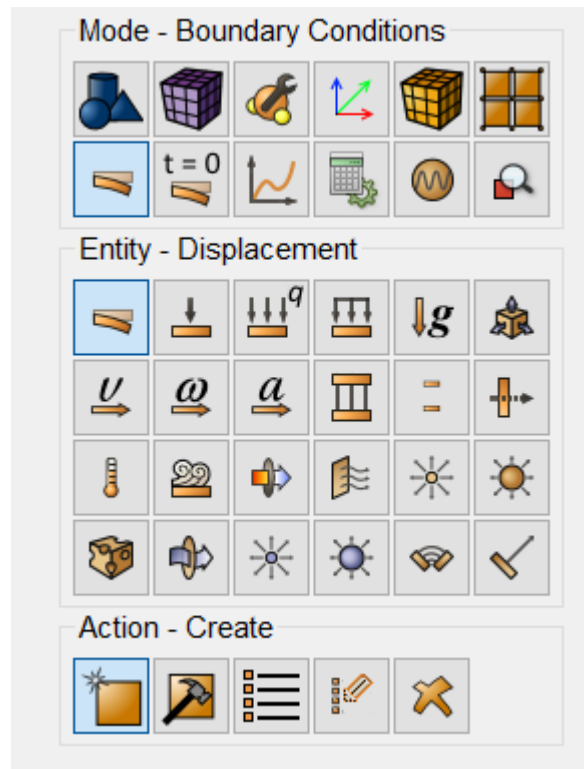 Mode - Boundary Conditions
t = 0
Entity - Displacement
q
g
υ ω a
Action - Create